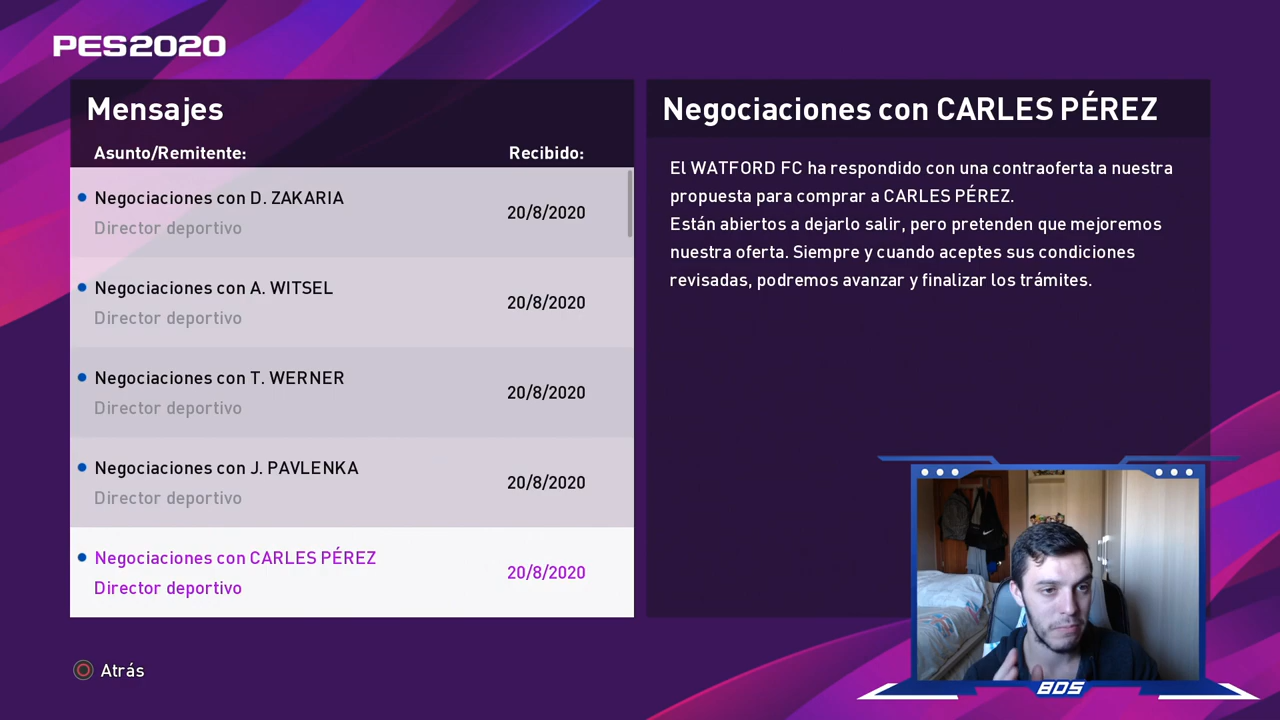 PES2020
Mensajes
Asunto/Remitente:
Recibido:
Negociaciones con D. ZAKARIA
Director deportivo
20/8/2020
Negociaciones con A. WITSEL
Director deportivo
20/8/2020
Negociaciones con T. WERNER
Director deportivo
20/8/2020
Negociaciones con J. PAVLENKA
Director deportivo
20/8/2020
Negociaciones con CARLES PÉREZ
Director deportivo
20/8/2020
Negociaciones con CARLES PÉREZ
El WATFORD FC ha respondido con una contraoferta a nuestra
propuesta para comprar a CARLES PÉREZ.
Están abiertos a dejarlo salir, pero pretenden que mejoremos
nuestra oferta. Siempre y cuando aceptes sus condiciones
revisadas, podremos avanzar y finalizar los trámites.
Atrás
BDS